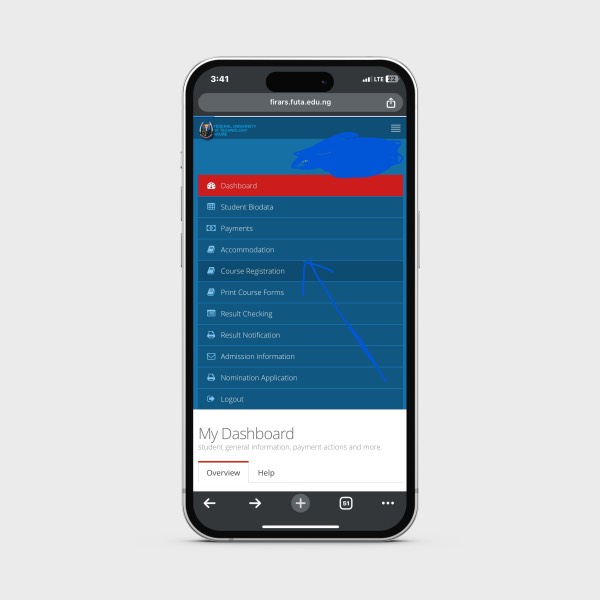 3:41
LTE 22
firars.futa.edu.ng
FEDERAL UNIVERSITY
OF TECHNOLOGY
AKURE
Dashboard
Student Biodata
Payments
Accommodation
Course Registration
Print Course Forms
Result Checking
Result Notification
Admission Information
Nomination Application
Logout
My Dashboard
student general information, payment actions and more
Overview
Help
51